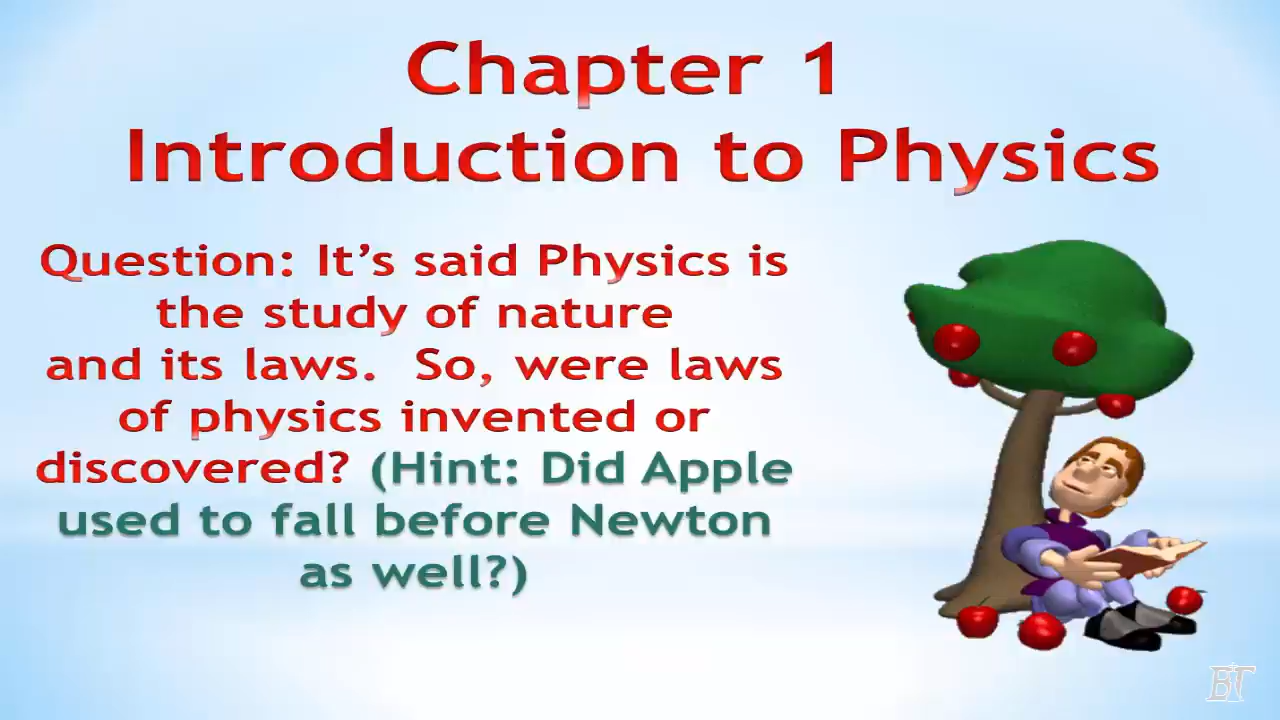 Chapter 1
Introduction to Physics
Question: It's said Physics is
the study of nature
and its laws. So, were laws
of physics invented or
discovered? (Hint: Did Apple
used to fall before Newton
as well?)
BT